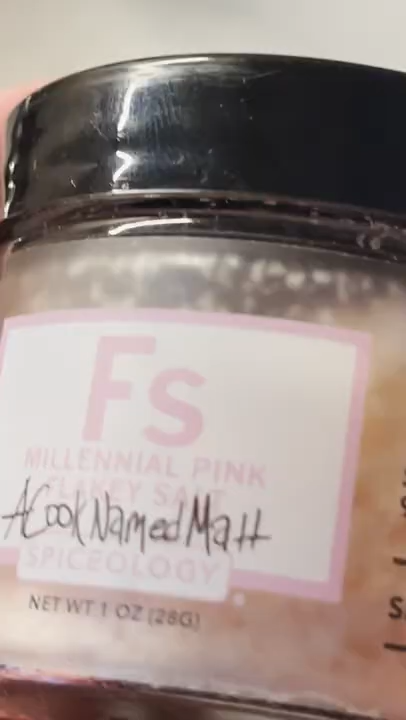 Fs
MILLENNIAL PINK
FLAKEY SALT
ACookNamedMatt
SPICEOLOGY
NET WT 1 OZ (28G)